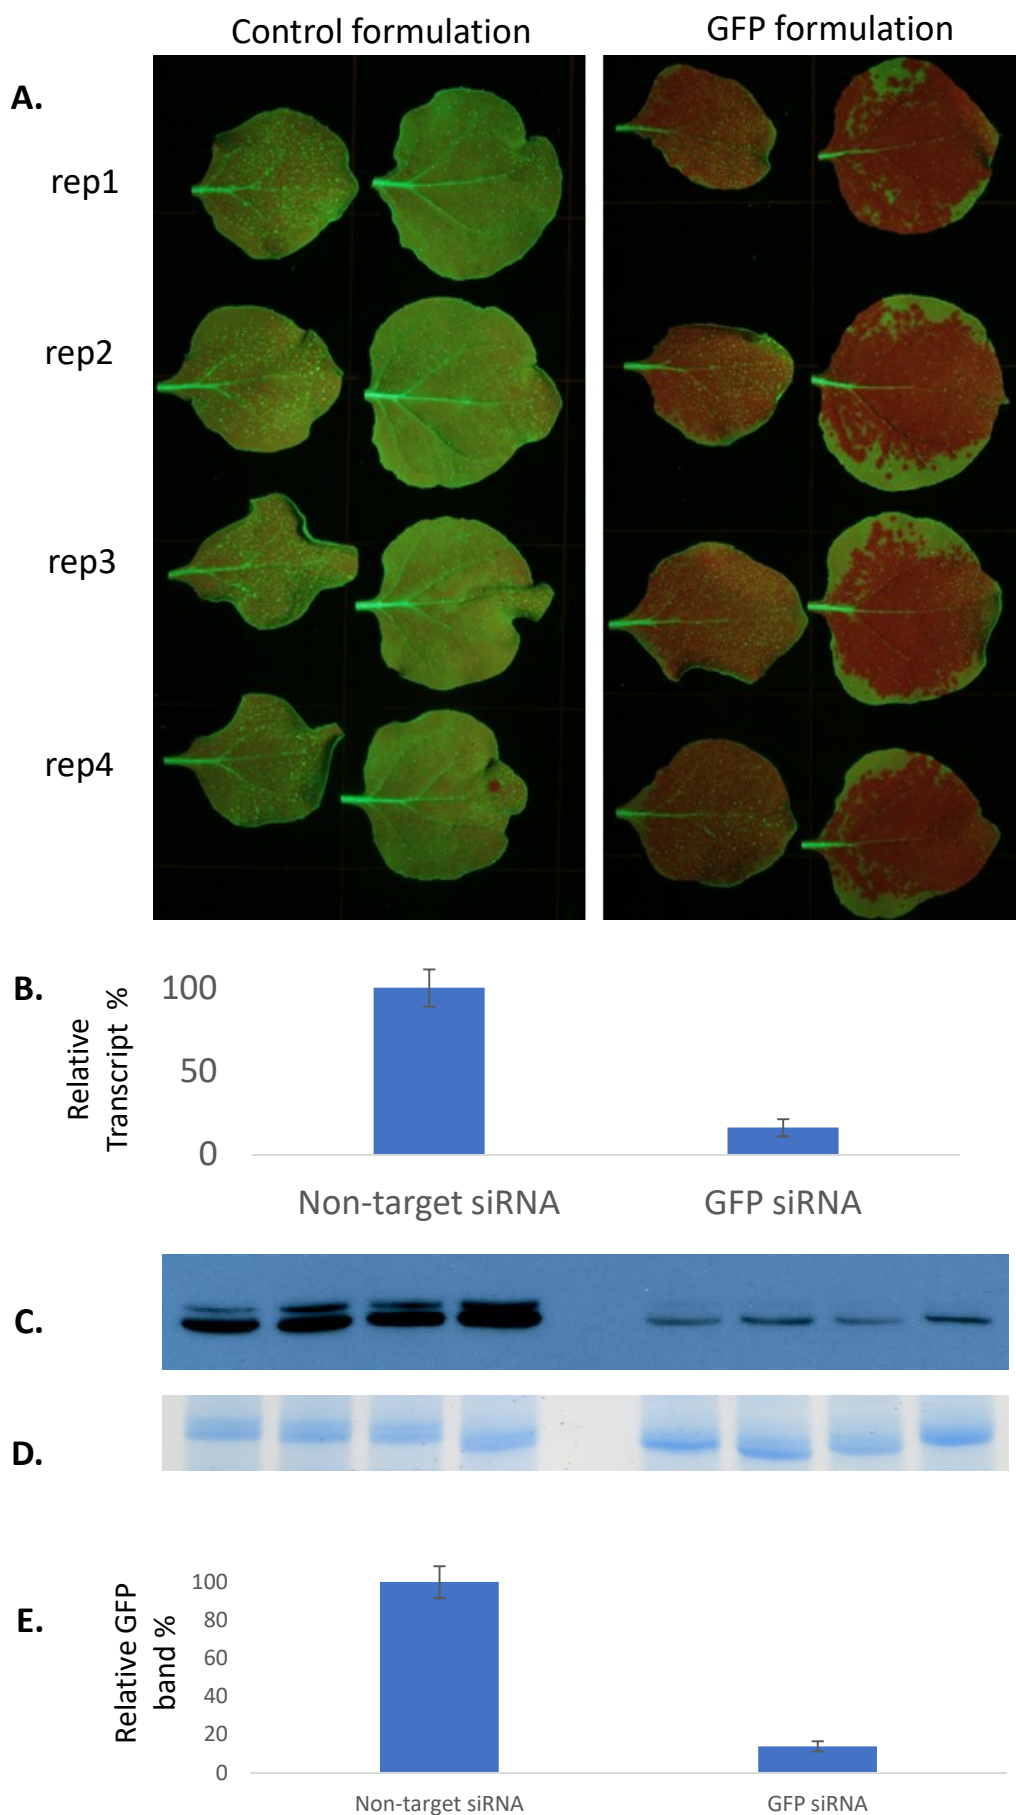 Control formulation
GFP formulation
A.
rep1
rep2
rep3
rep4
B.
Relative
Transcript %
100
50
0
Non-target siRNA
GFP siRNA
C.
D.
E.
Relative GFP
band %
100
80
60
40
20
0
Non-target siRNA
GFP siRNA